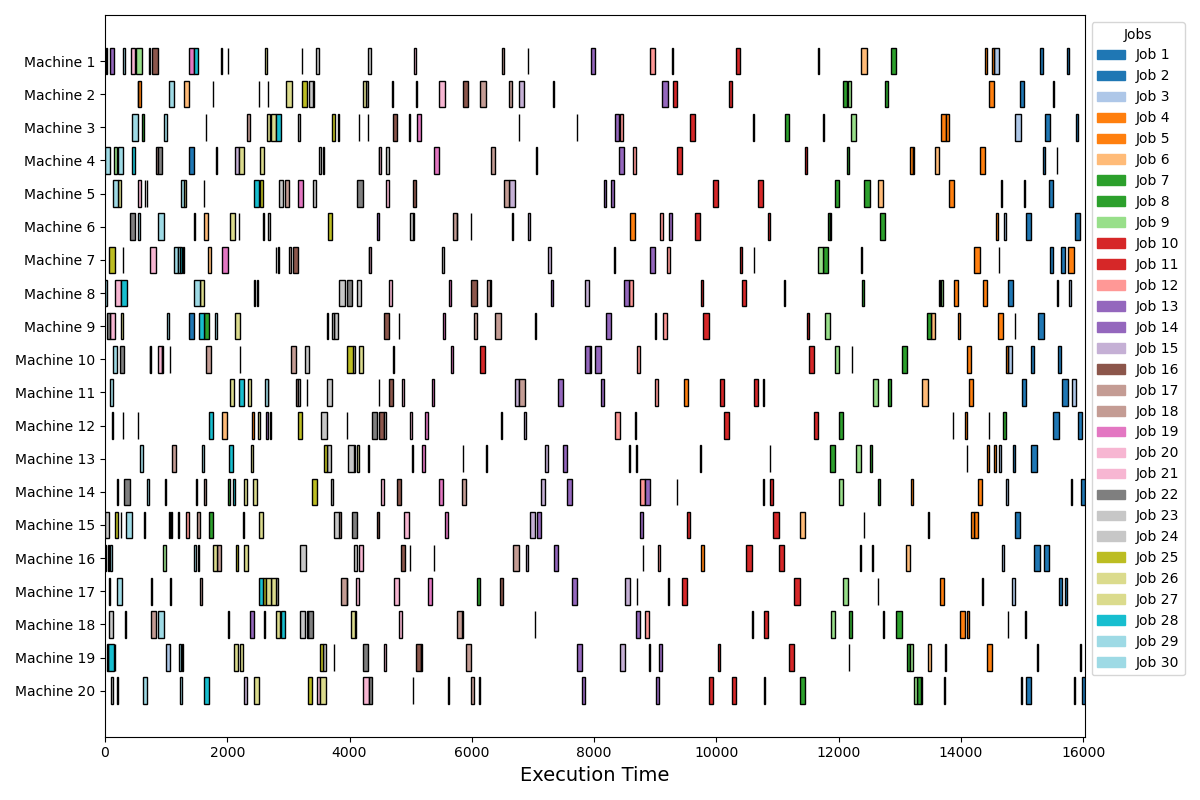 Machine 1
Machine 2
Machine 3
Machine 4
Machine 5
Machine 6
Machine 7
Machine 8
Machine 9
Machine 10
Machine 11
Machine 12
Machine 13
Machine 14
Machine 15
Machine 16
Machine 17
Machine 18
Machine 19
Machine 20
0 2000 4000 6000 8000 10000 12000 14000 16000
Execution Time
Jobs
Job 1
Job 2
Job 3
Job 4
Job 5
Job 6
Job 7
Job 8
Job 9
Job 10
Job 11
Job 12
Job 13
Job 14
Job 15
Job 16
Job 17
Job 18
Job 19
Job 20
Job 21
Job 22
Job 23
Job 24
Job 25
Job 26
Job 27
Job 28
Job 29
Job 30